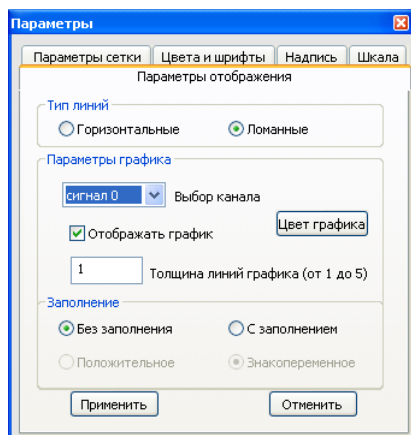 Параметры
Параметры сетки Цвета и шрифты Надпись Шкала
Параметры отображения
Тип линий
Горизонтальные Ломанные
Параметры графика
сигнал 0 Выбор канала
Отображать график Цвет графика
1 Толщина линий графика (от 1 до 5)
Заполнение
Без заполнения С заполнением
Положительное Знакопеременное
Применить Отменить